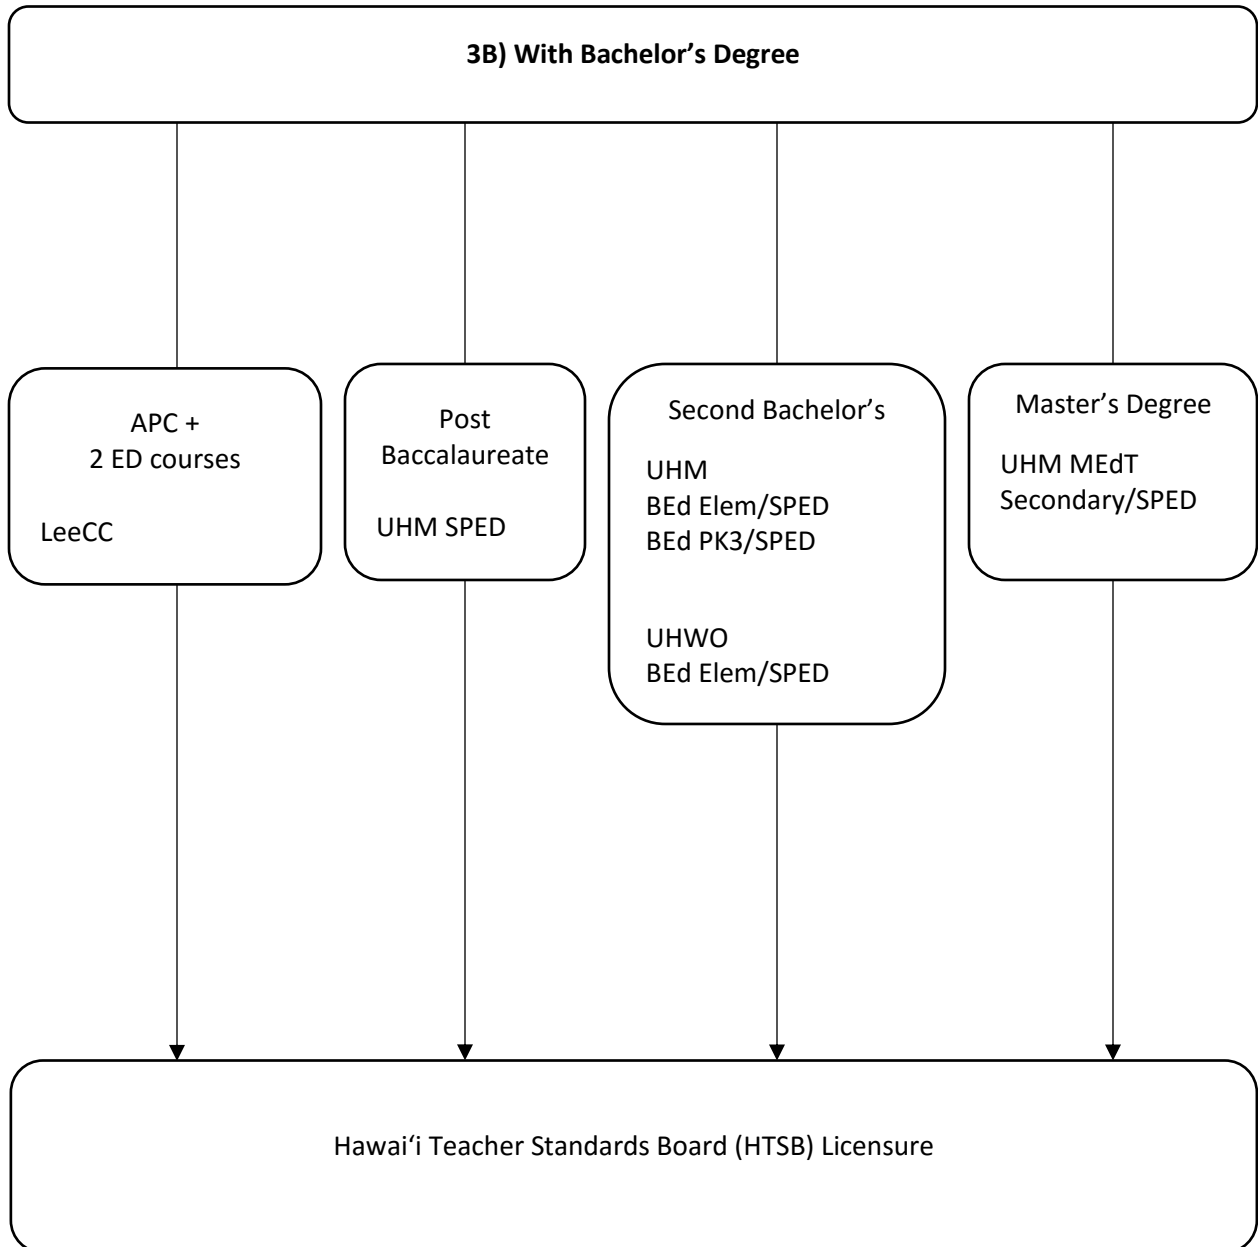 3B) With Bachelor’s Degree
APC +
2 ED courses
LeeCC
Post
Baccalaureate
UHM SPED
Second Bachelor’s
UHM
BEd Elem/SPED
BEd PK3/SPED
UHWO
BEd Elem/SPED
Master’s Degree
UHM MEdT
Secondary/SPED
Hawai‘i Teacher Standards Board (HTSB) Licensure